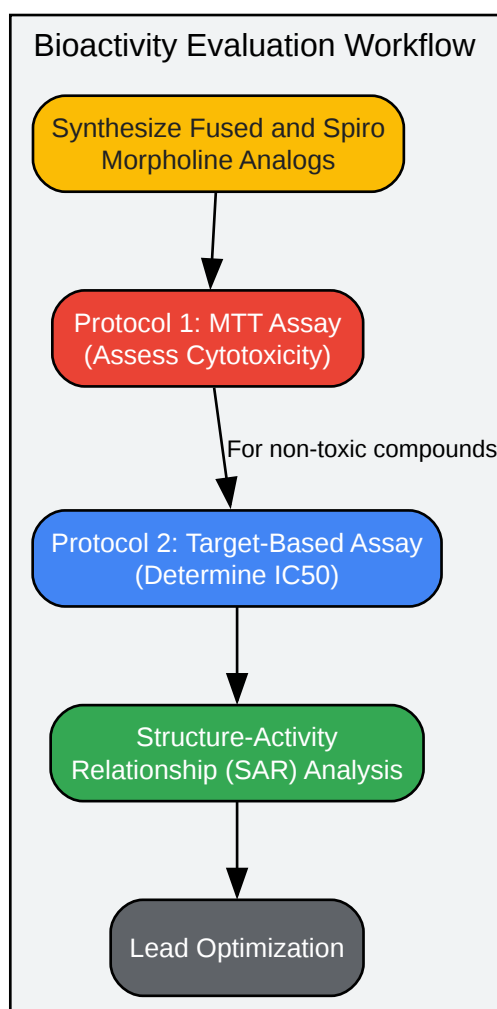 Bioactivity Evaluation Workflow
Synthesize Fused and Spiro
Morpholine Analogs
Protocol 1: MTT Assay
(Assess Cytotoxicity)
For non-toxic compounds
Protocol 2: Target-Based Assay
(Determine IC50)
Structure-Activity
Relationship (SAR) Analysis
Lead Optimization